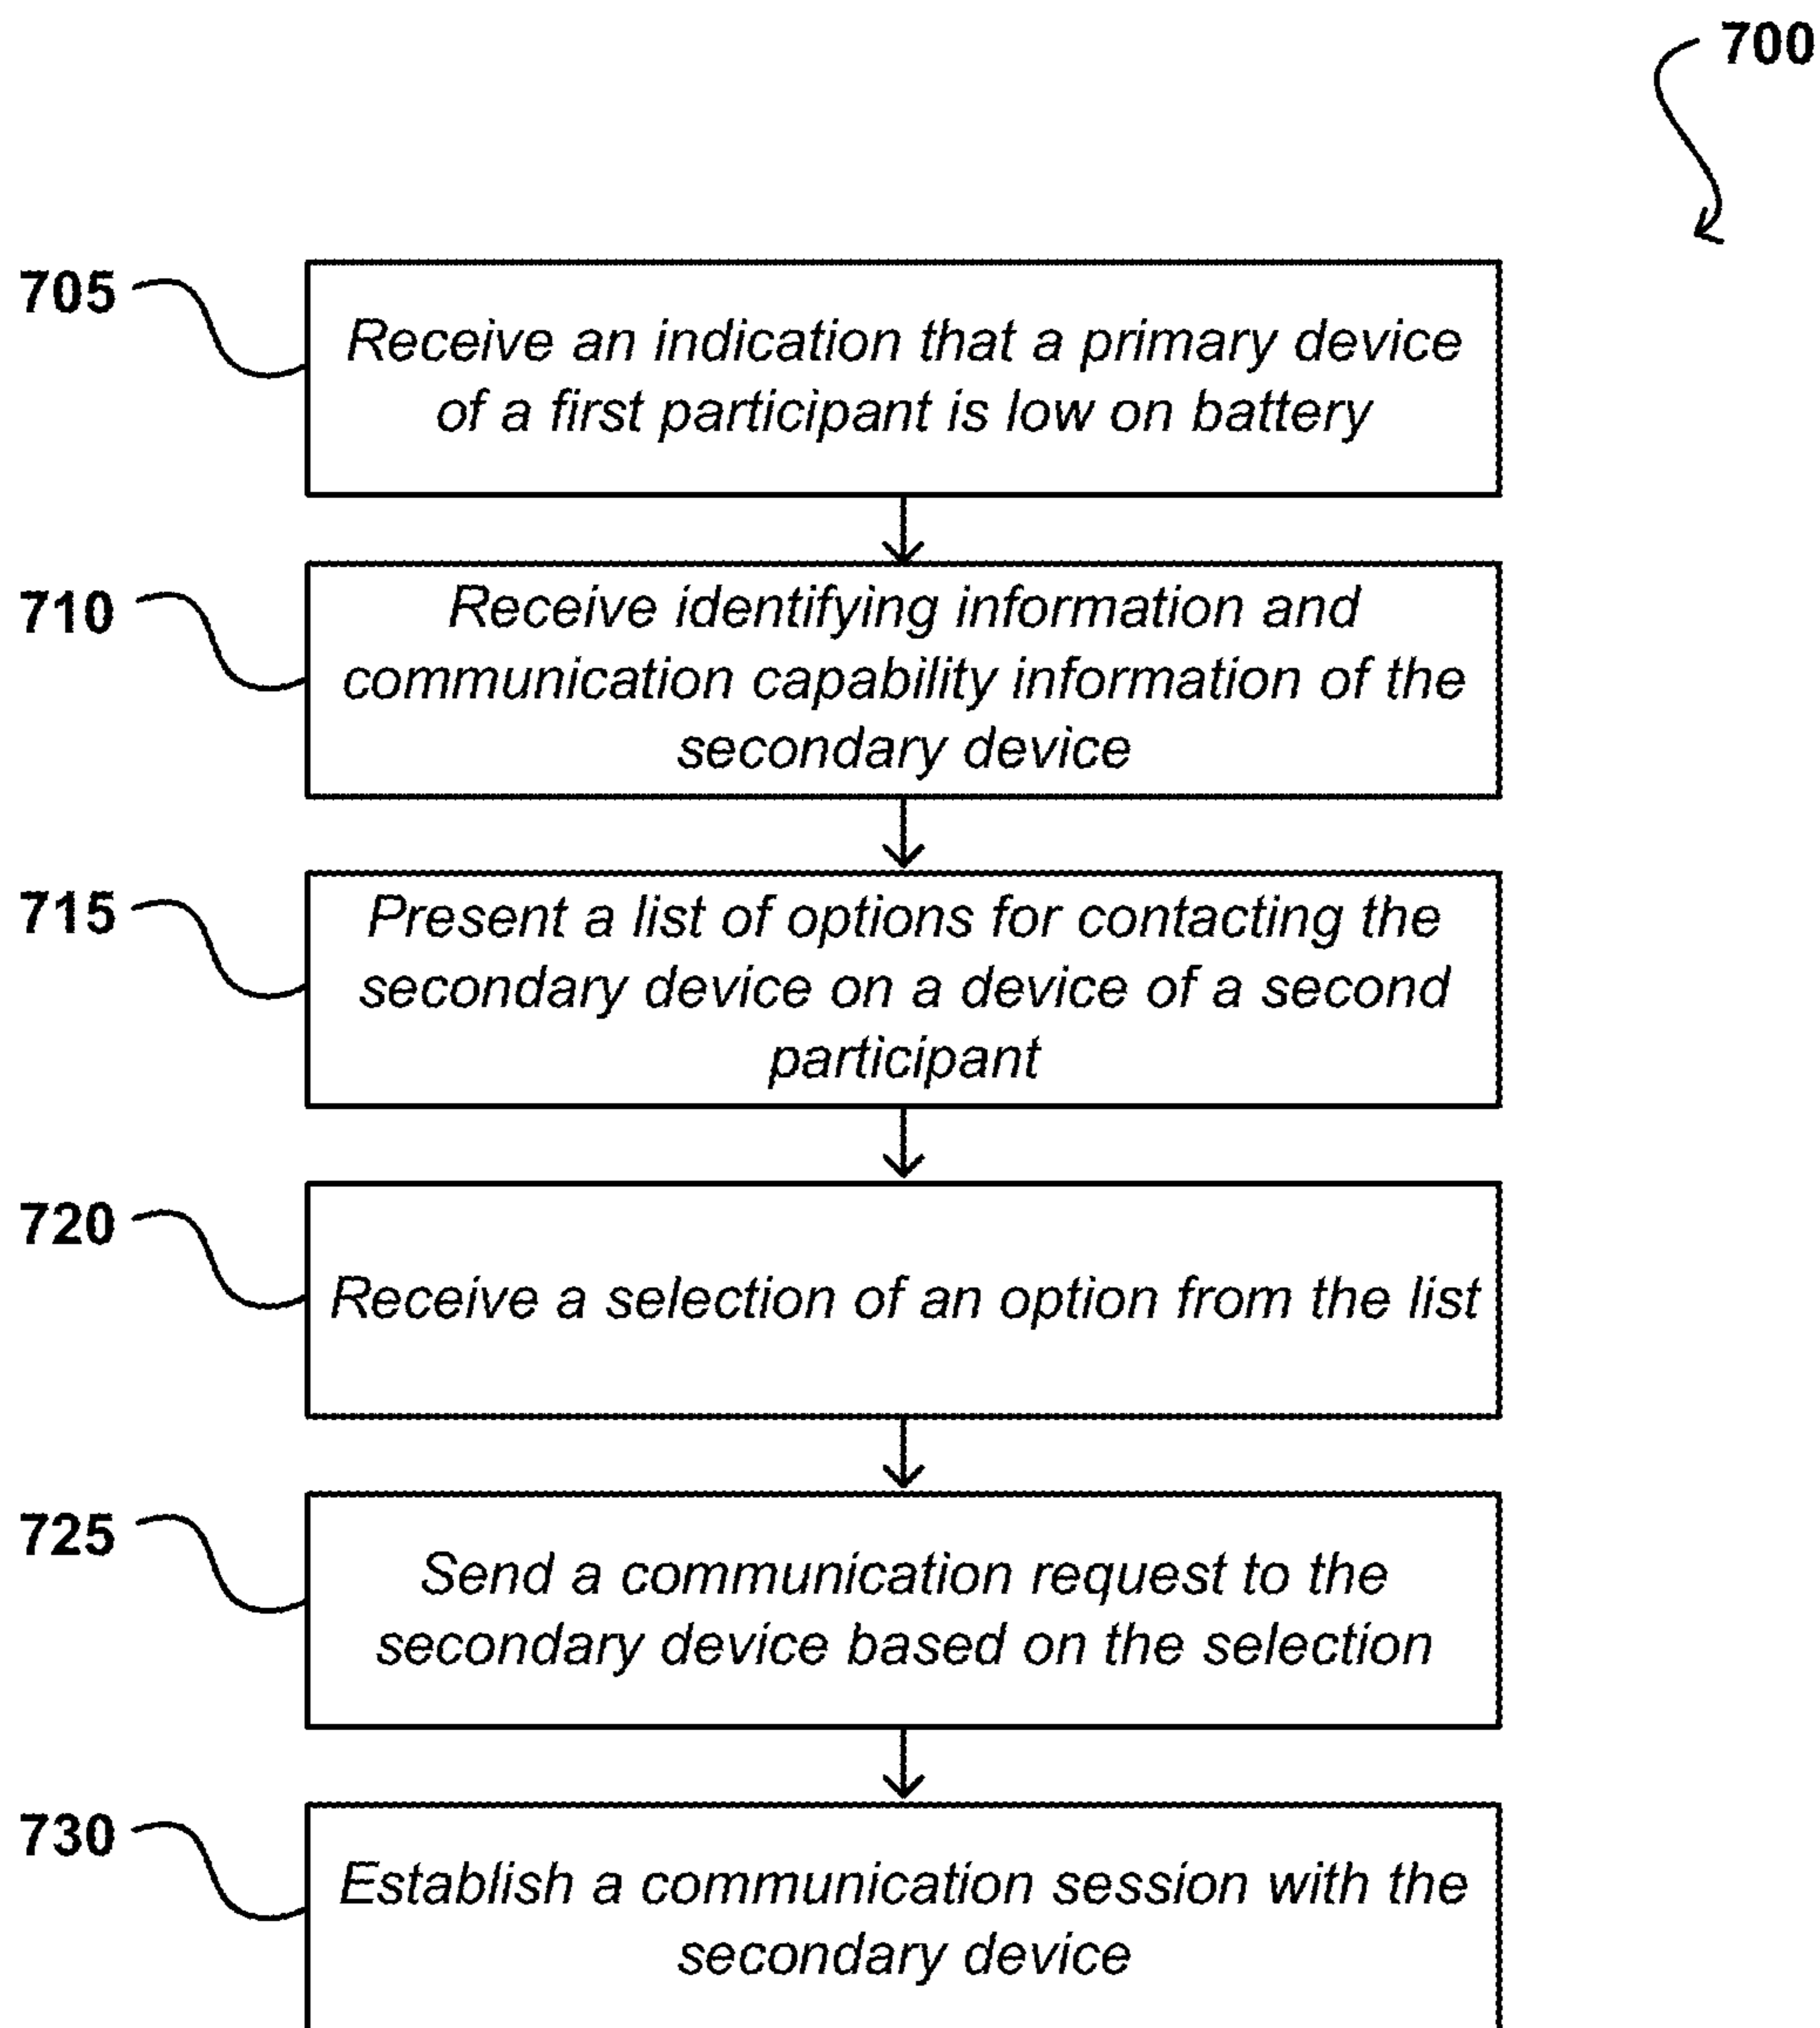 700
705
Receive an indication that a primary device
of a first participant is low on battery
710
Receive identifying information and
communication capability information of the
secondary device
715
Present a list of options for contacting the
secondary device on a device of a second
participant
720
Receive a selection of an option from the list
725
Send a communication request to the
secondary device based on the selection
730
Establish a communication session with the
secondary device